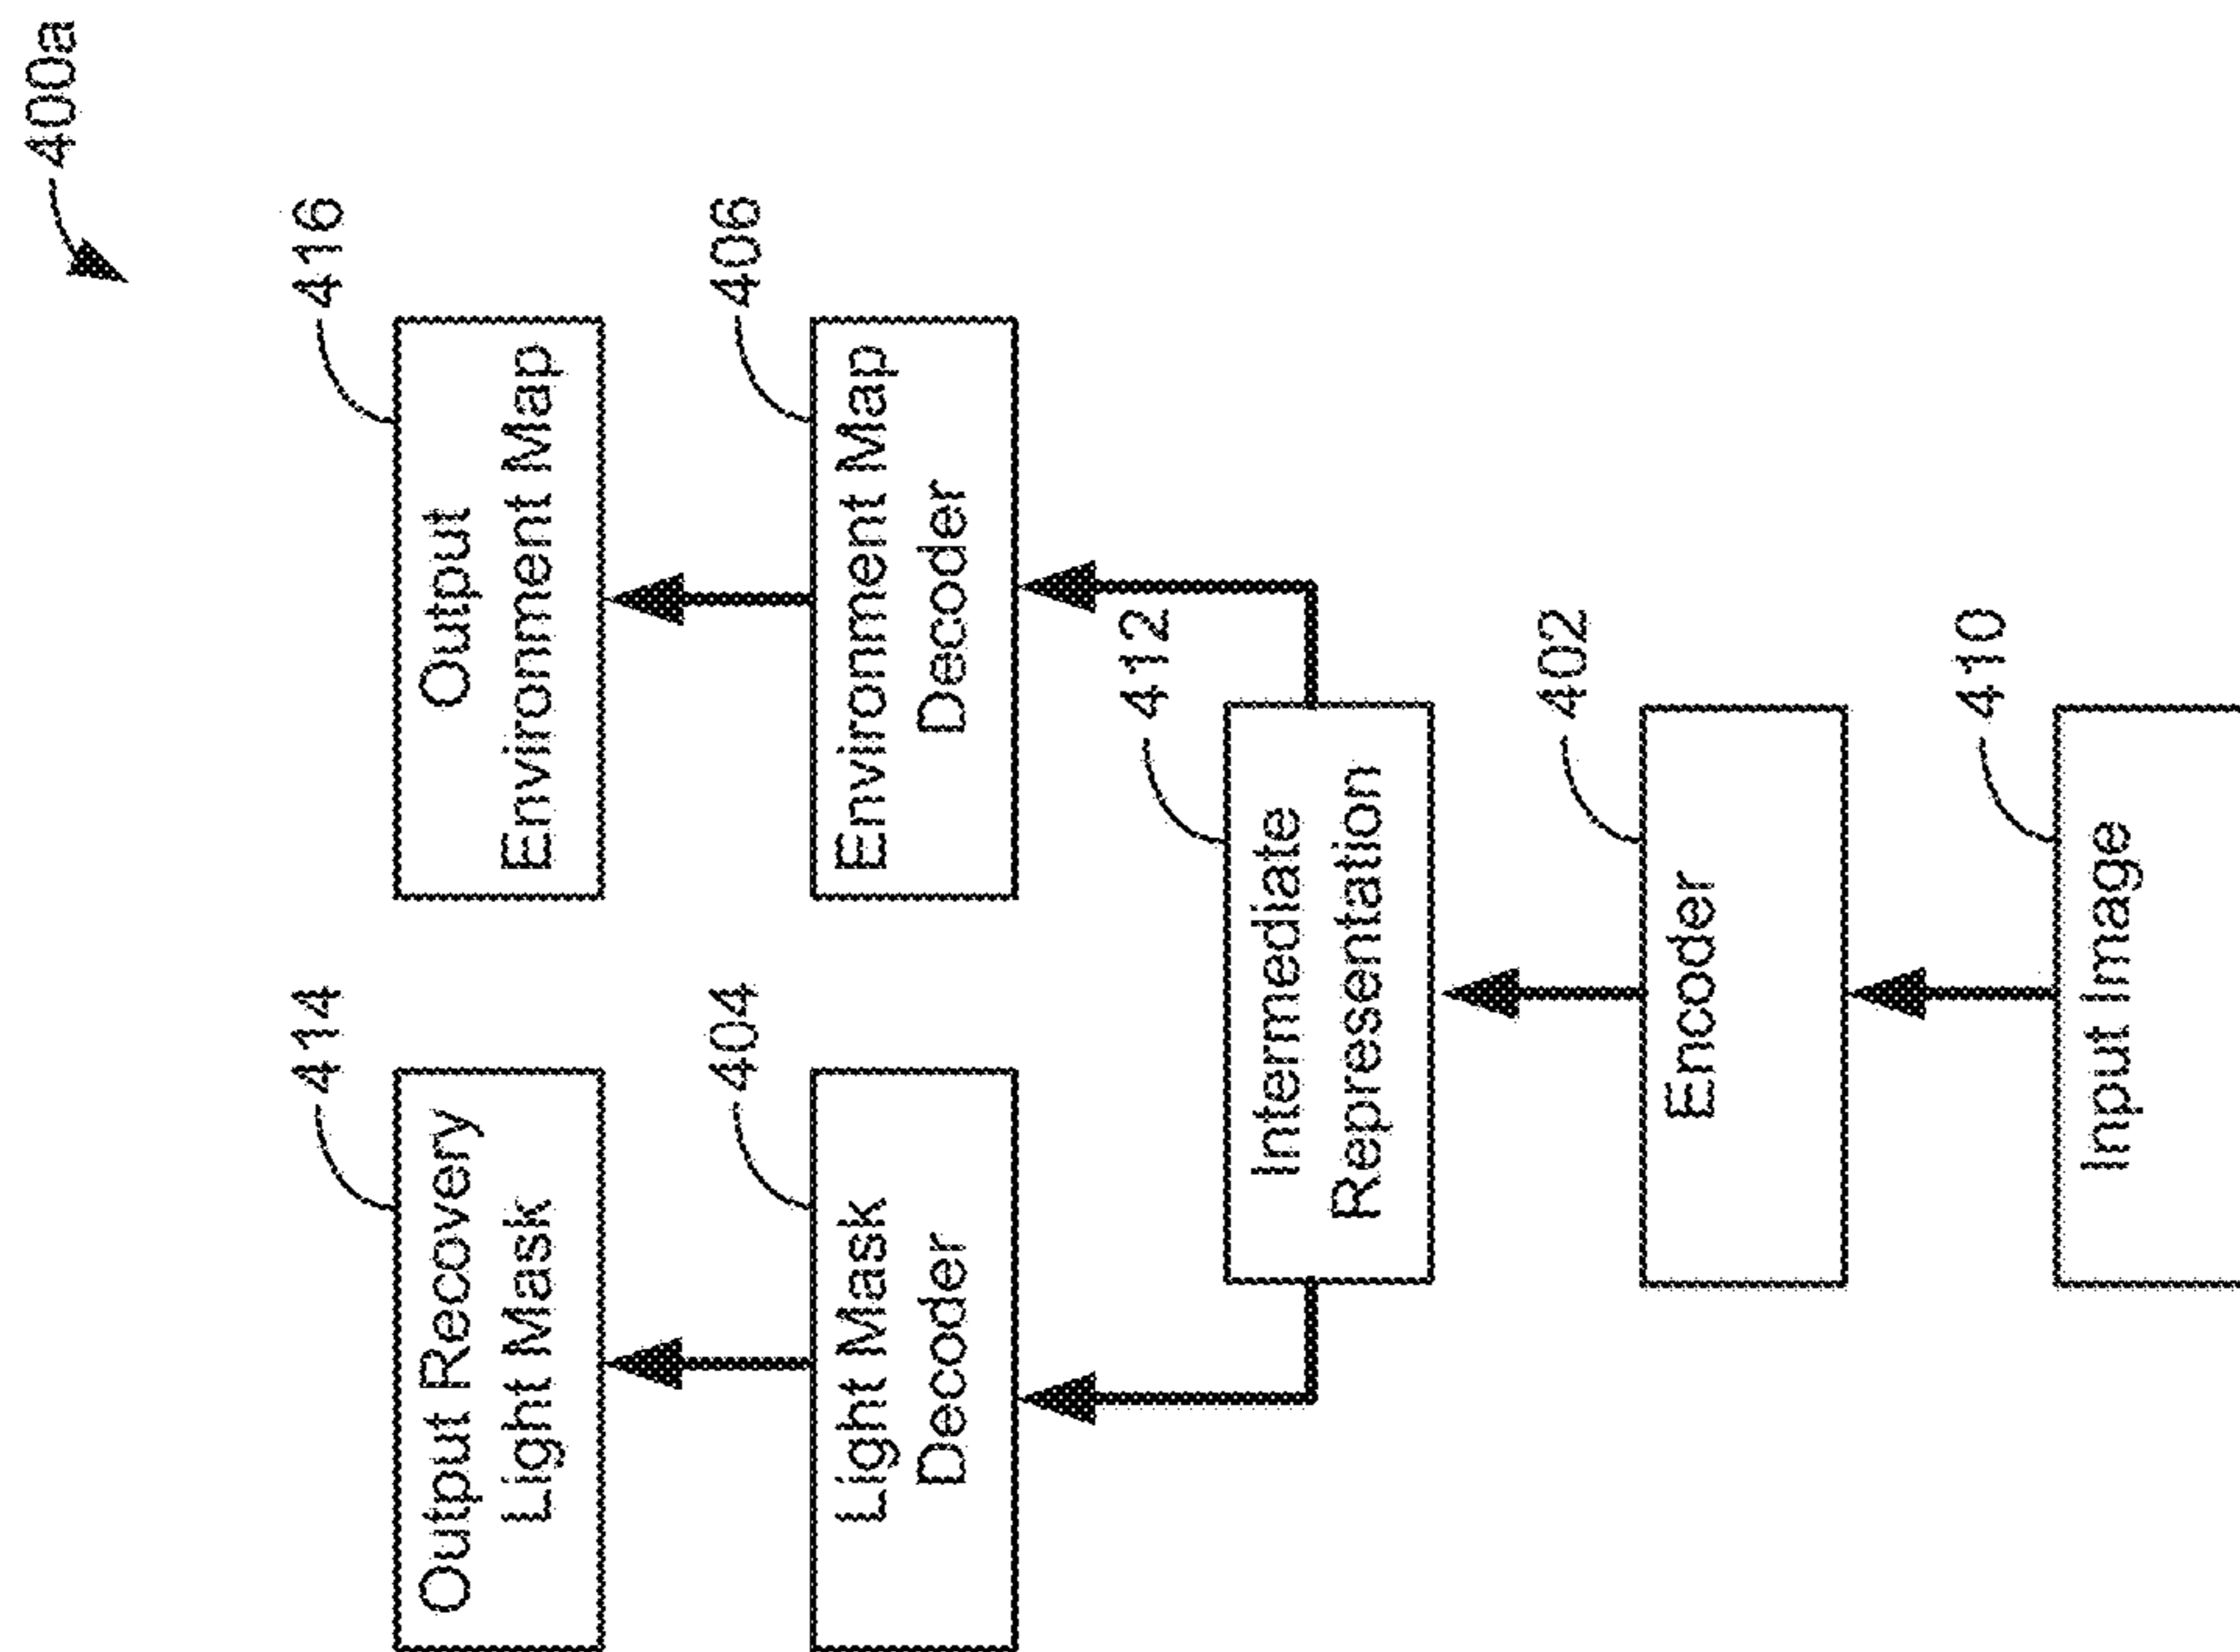 400a
414
Output Recovery
Light Mask
416
Output
Environment Map
404
Light Mask
Decoder
406
Environment Map
Decoder
412
Intermediate
Representation
402
Encoder
410
Input Image